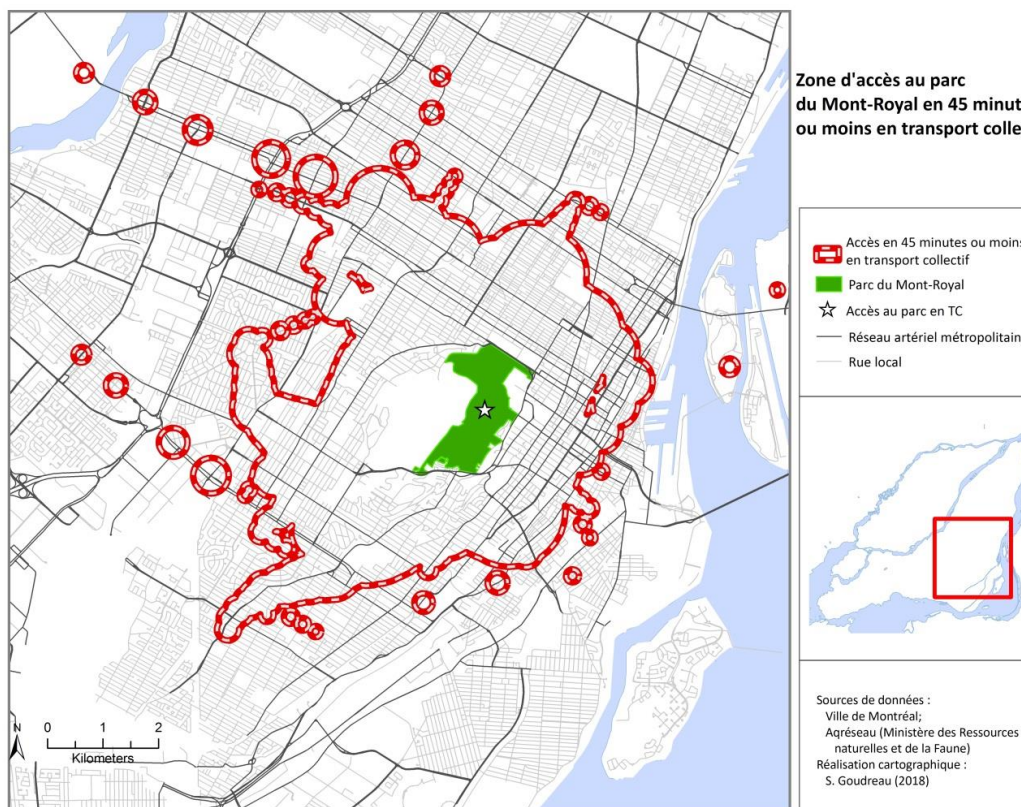 Zone d'accès au parc
du Mont-Royal en 45 minut
ou moins en transport colle
Accès en 45 minutes ou moins
en transport collectif
Parc du Mont-Royal
Accès au parc en TC
Réseau artériel métropolitain
Rue local
N
0 1 2
Kilometers
Sources de données :
Ville de Montréal;
Aqréseau (Ministère des Ressources
naturelles et de la Faune)
Réalisation cartographique :
S. Goudreau (2018)